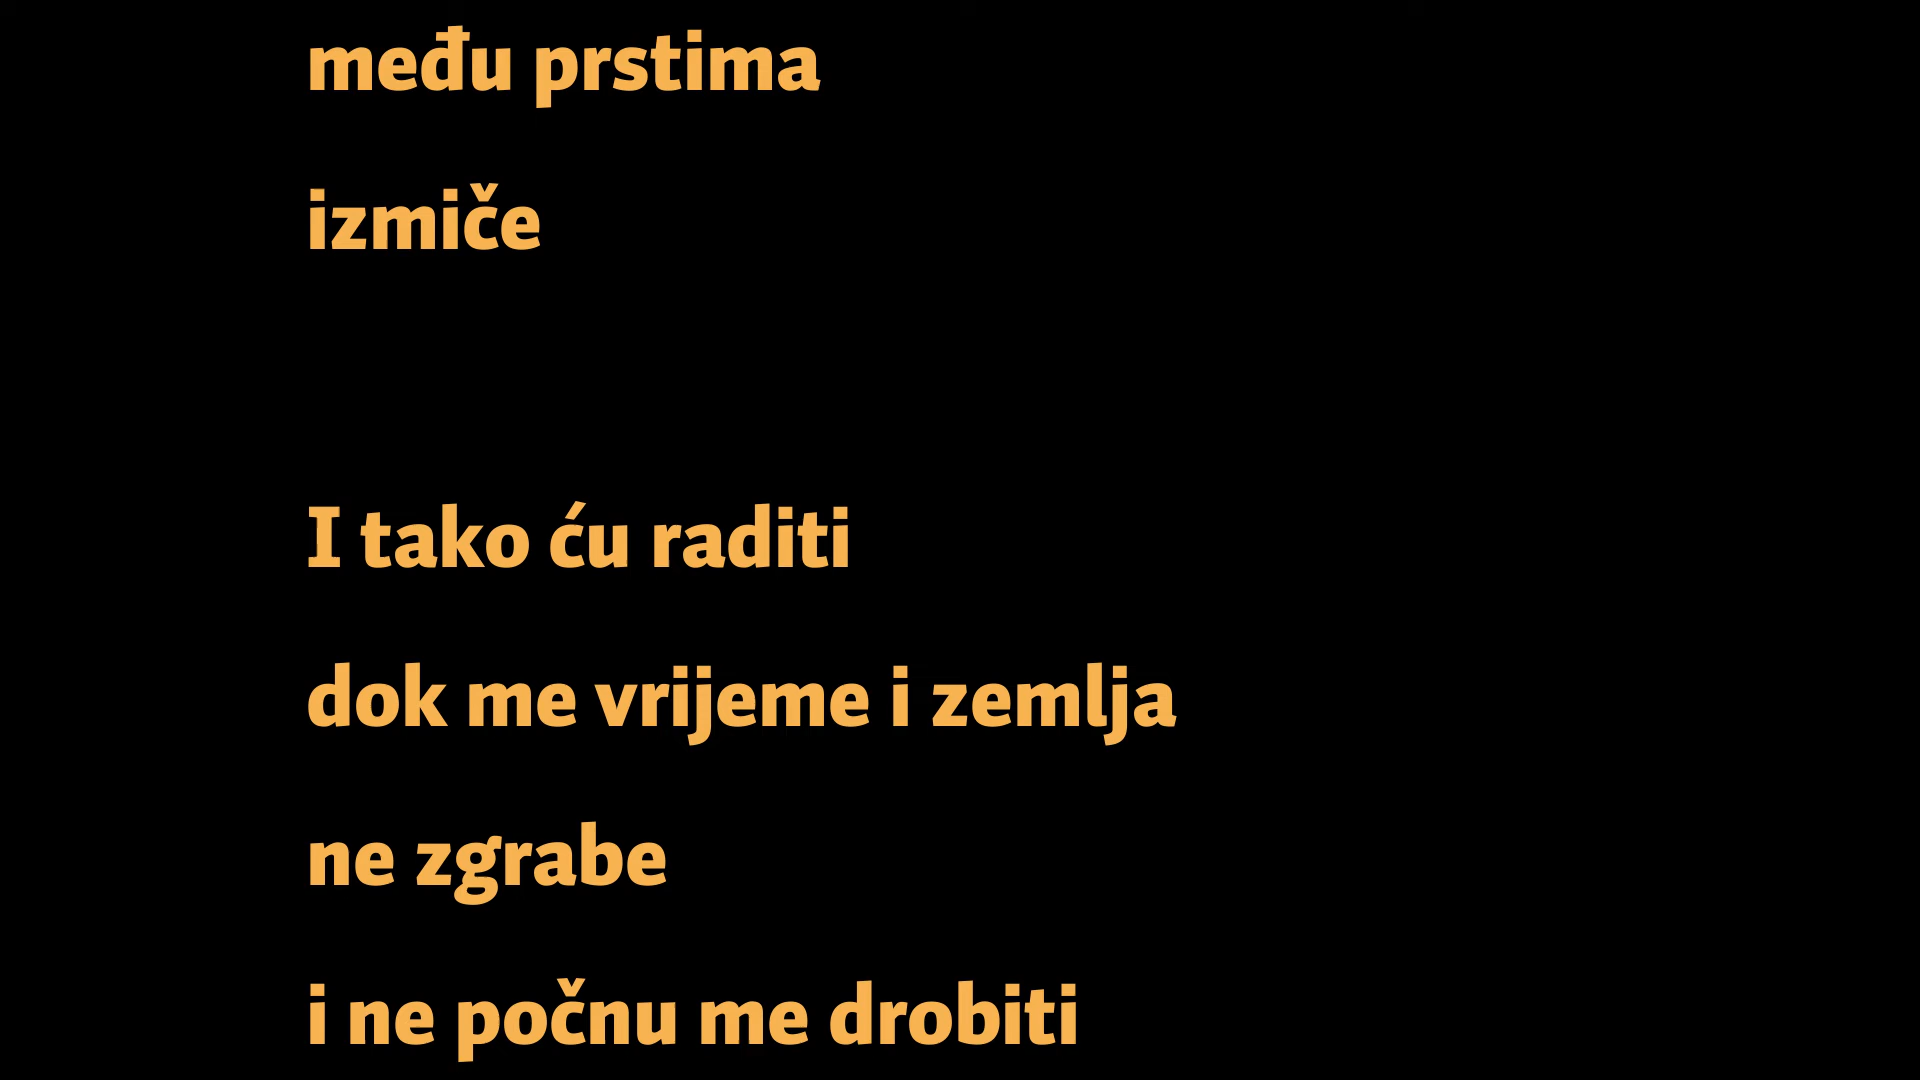 među prstima
izmiče
I tako ću raditi
dok me vrijeme i zemlja
ne zgrabe
i ne počnu me drobiti